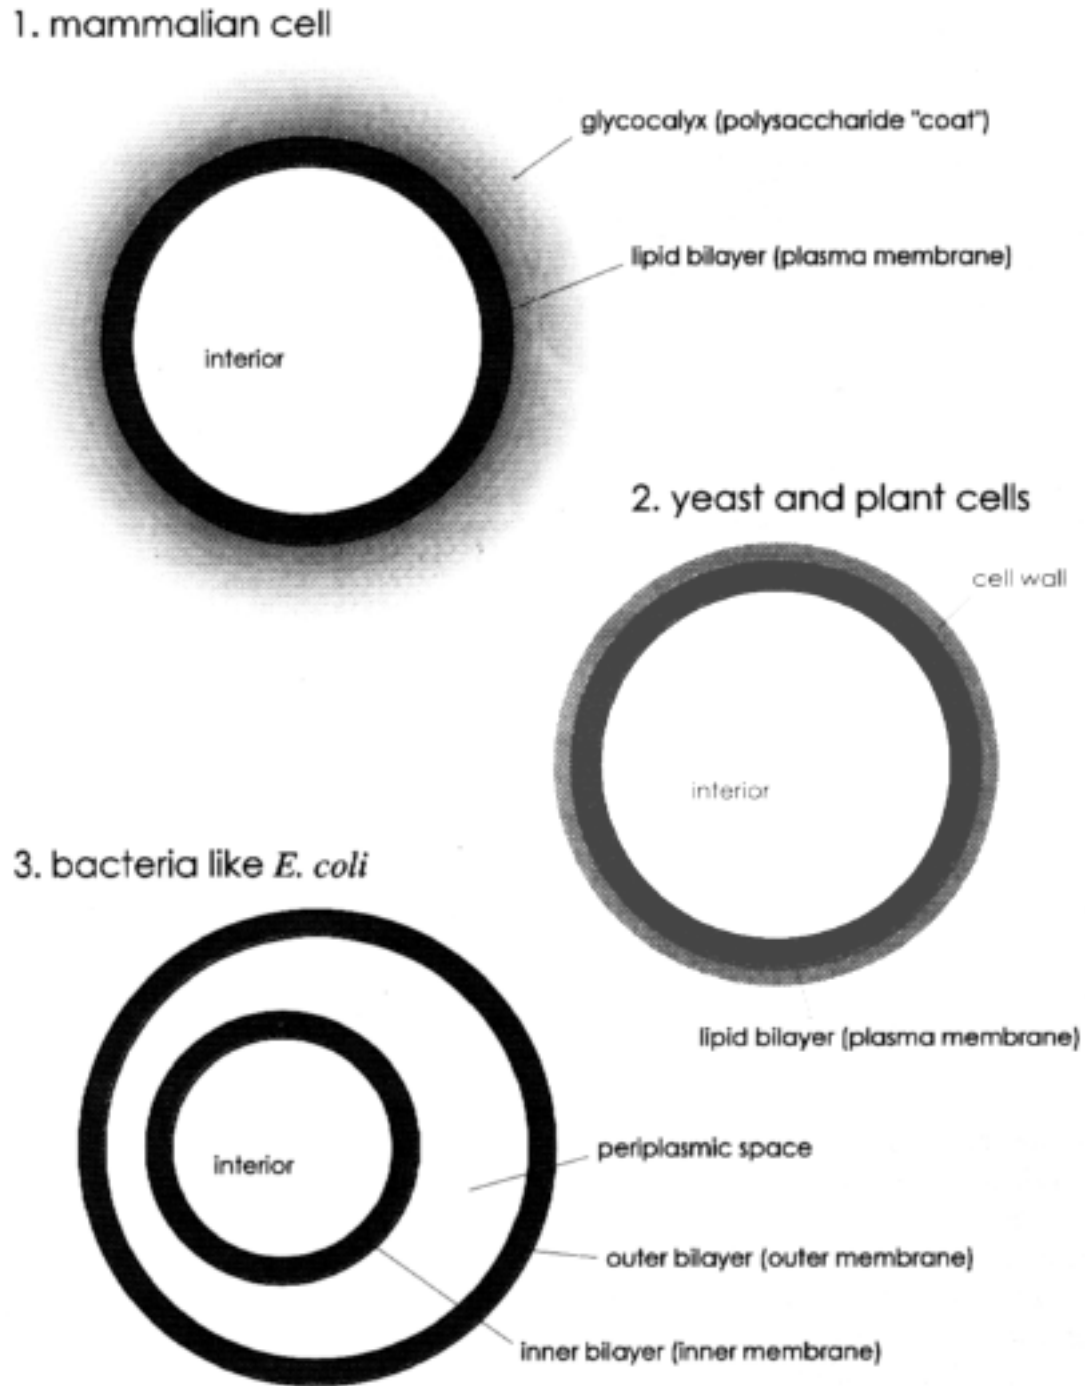 1. mammalian cell
glycocalyx (polysaccharide "coat")
lipid bilayer (plasma membrane)
interior
2. yeast and plant cells
cell wall
interior
lipid bilayer (plasma membrane)
3. bacteria like E. coli
interior
periplasmic space
outer bilayer (outer membrane)
inner bilayer (inner membrane)